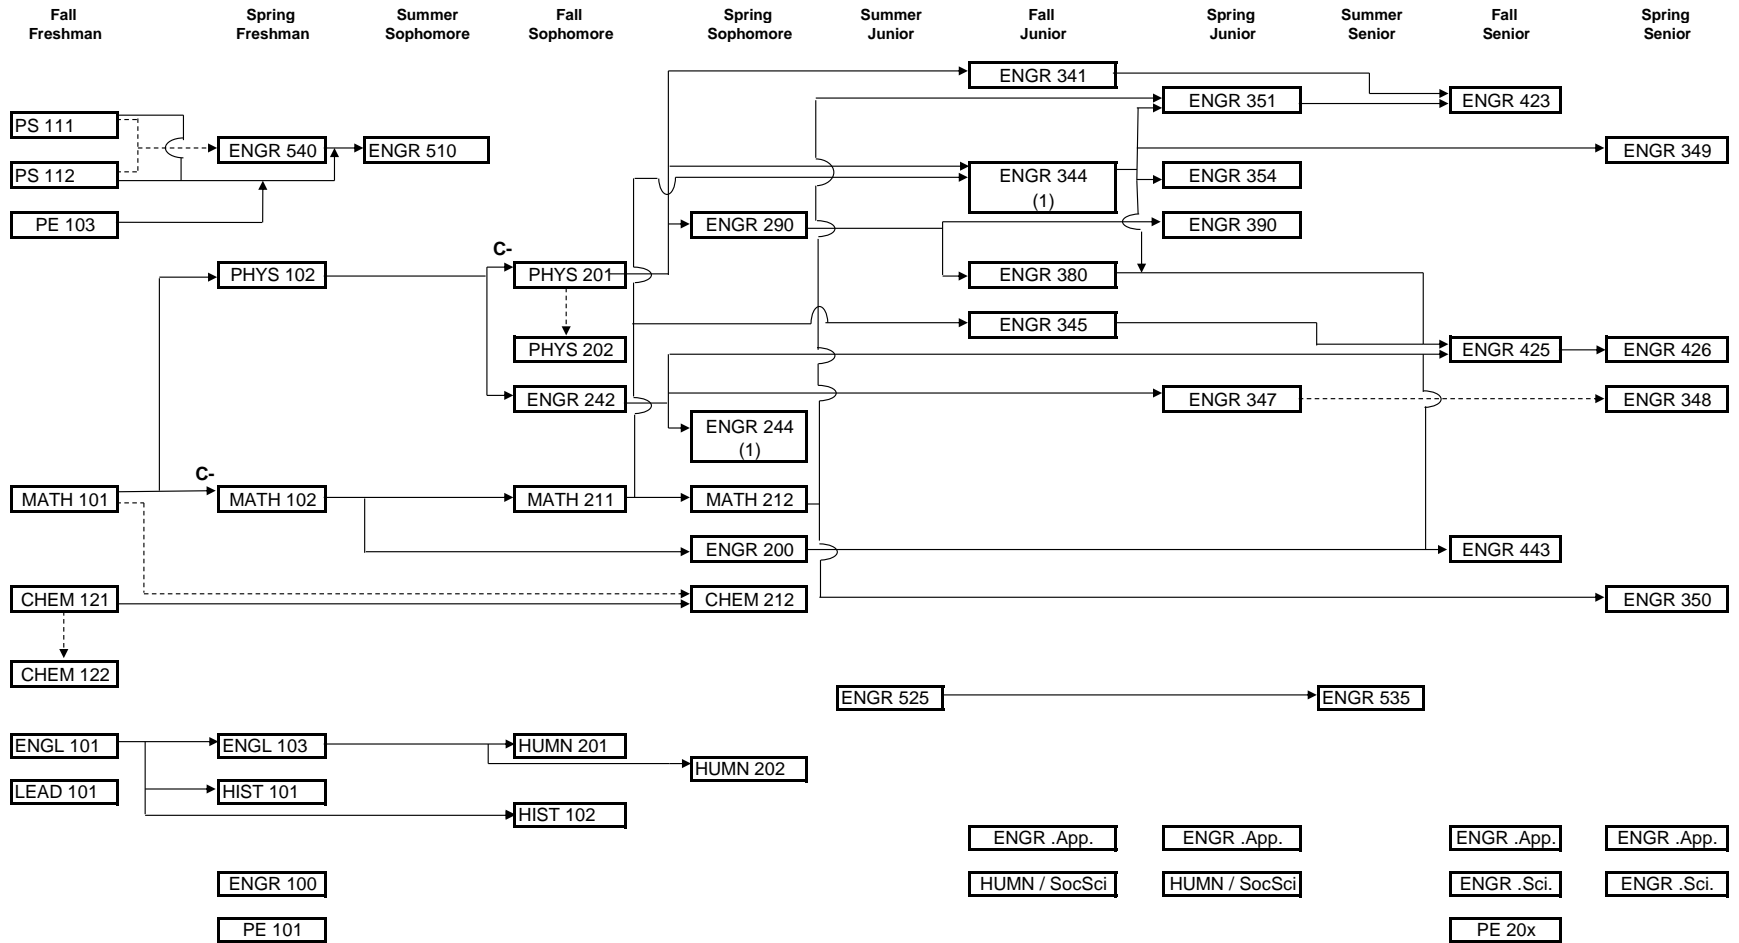 Fall Freshman
Spring Freshman
Summer Sophomore
Fall Sophomore
Spring Sophomore
Summer Junior
Fall Junior
Spring Junior
Summer Senior
Fall Senior
Spring Senior
ENGR 341
ENGR 351
ENGR 423
PS 111
ENGR 540
ENGR 510
ENGR 349
PS 112
ENGR 344
(1)
ENGR 354
PE 103
ENGR 290
ENGR 390
C-
PHYS 102
PHYS 201
ENGR 380
ENGR 345
PHYS 202
ENGR 425
ENGR 426
ENGR 242
ENGR 347
ENGR 348
ENGR 244
(1)
C-
MATH 101
MATH 102
MATH 211
MATH 212
ENGR 200
ENGR 443
CHEM 121
CHEM 212
ENGR 350
CHEM 122
ENGR 525
ENGR 535
ENGL 101
ENGL 103
HUMN 201
HUMN 202
LEAD 101
HIST 101
HIST 102
ENGR .App.
ENGR .App.
ENGR .App.
ENGR .App.
ENGR 100
HUMN / SocSci
HUMN / SocSci
ENGR .Sci.
ENGR .Sci.
PE 101
PE 20x